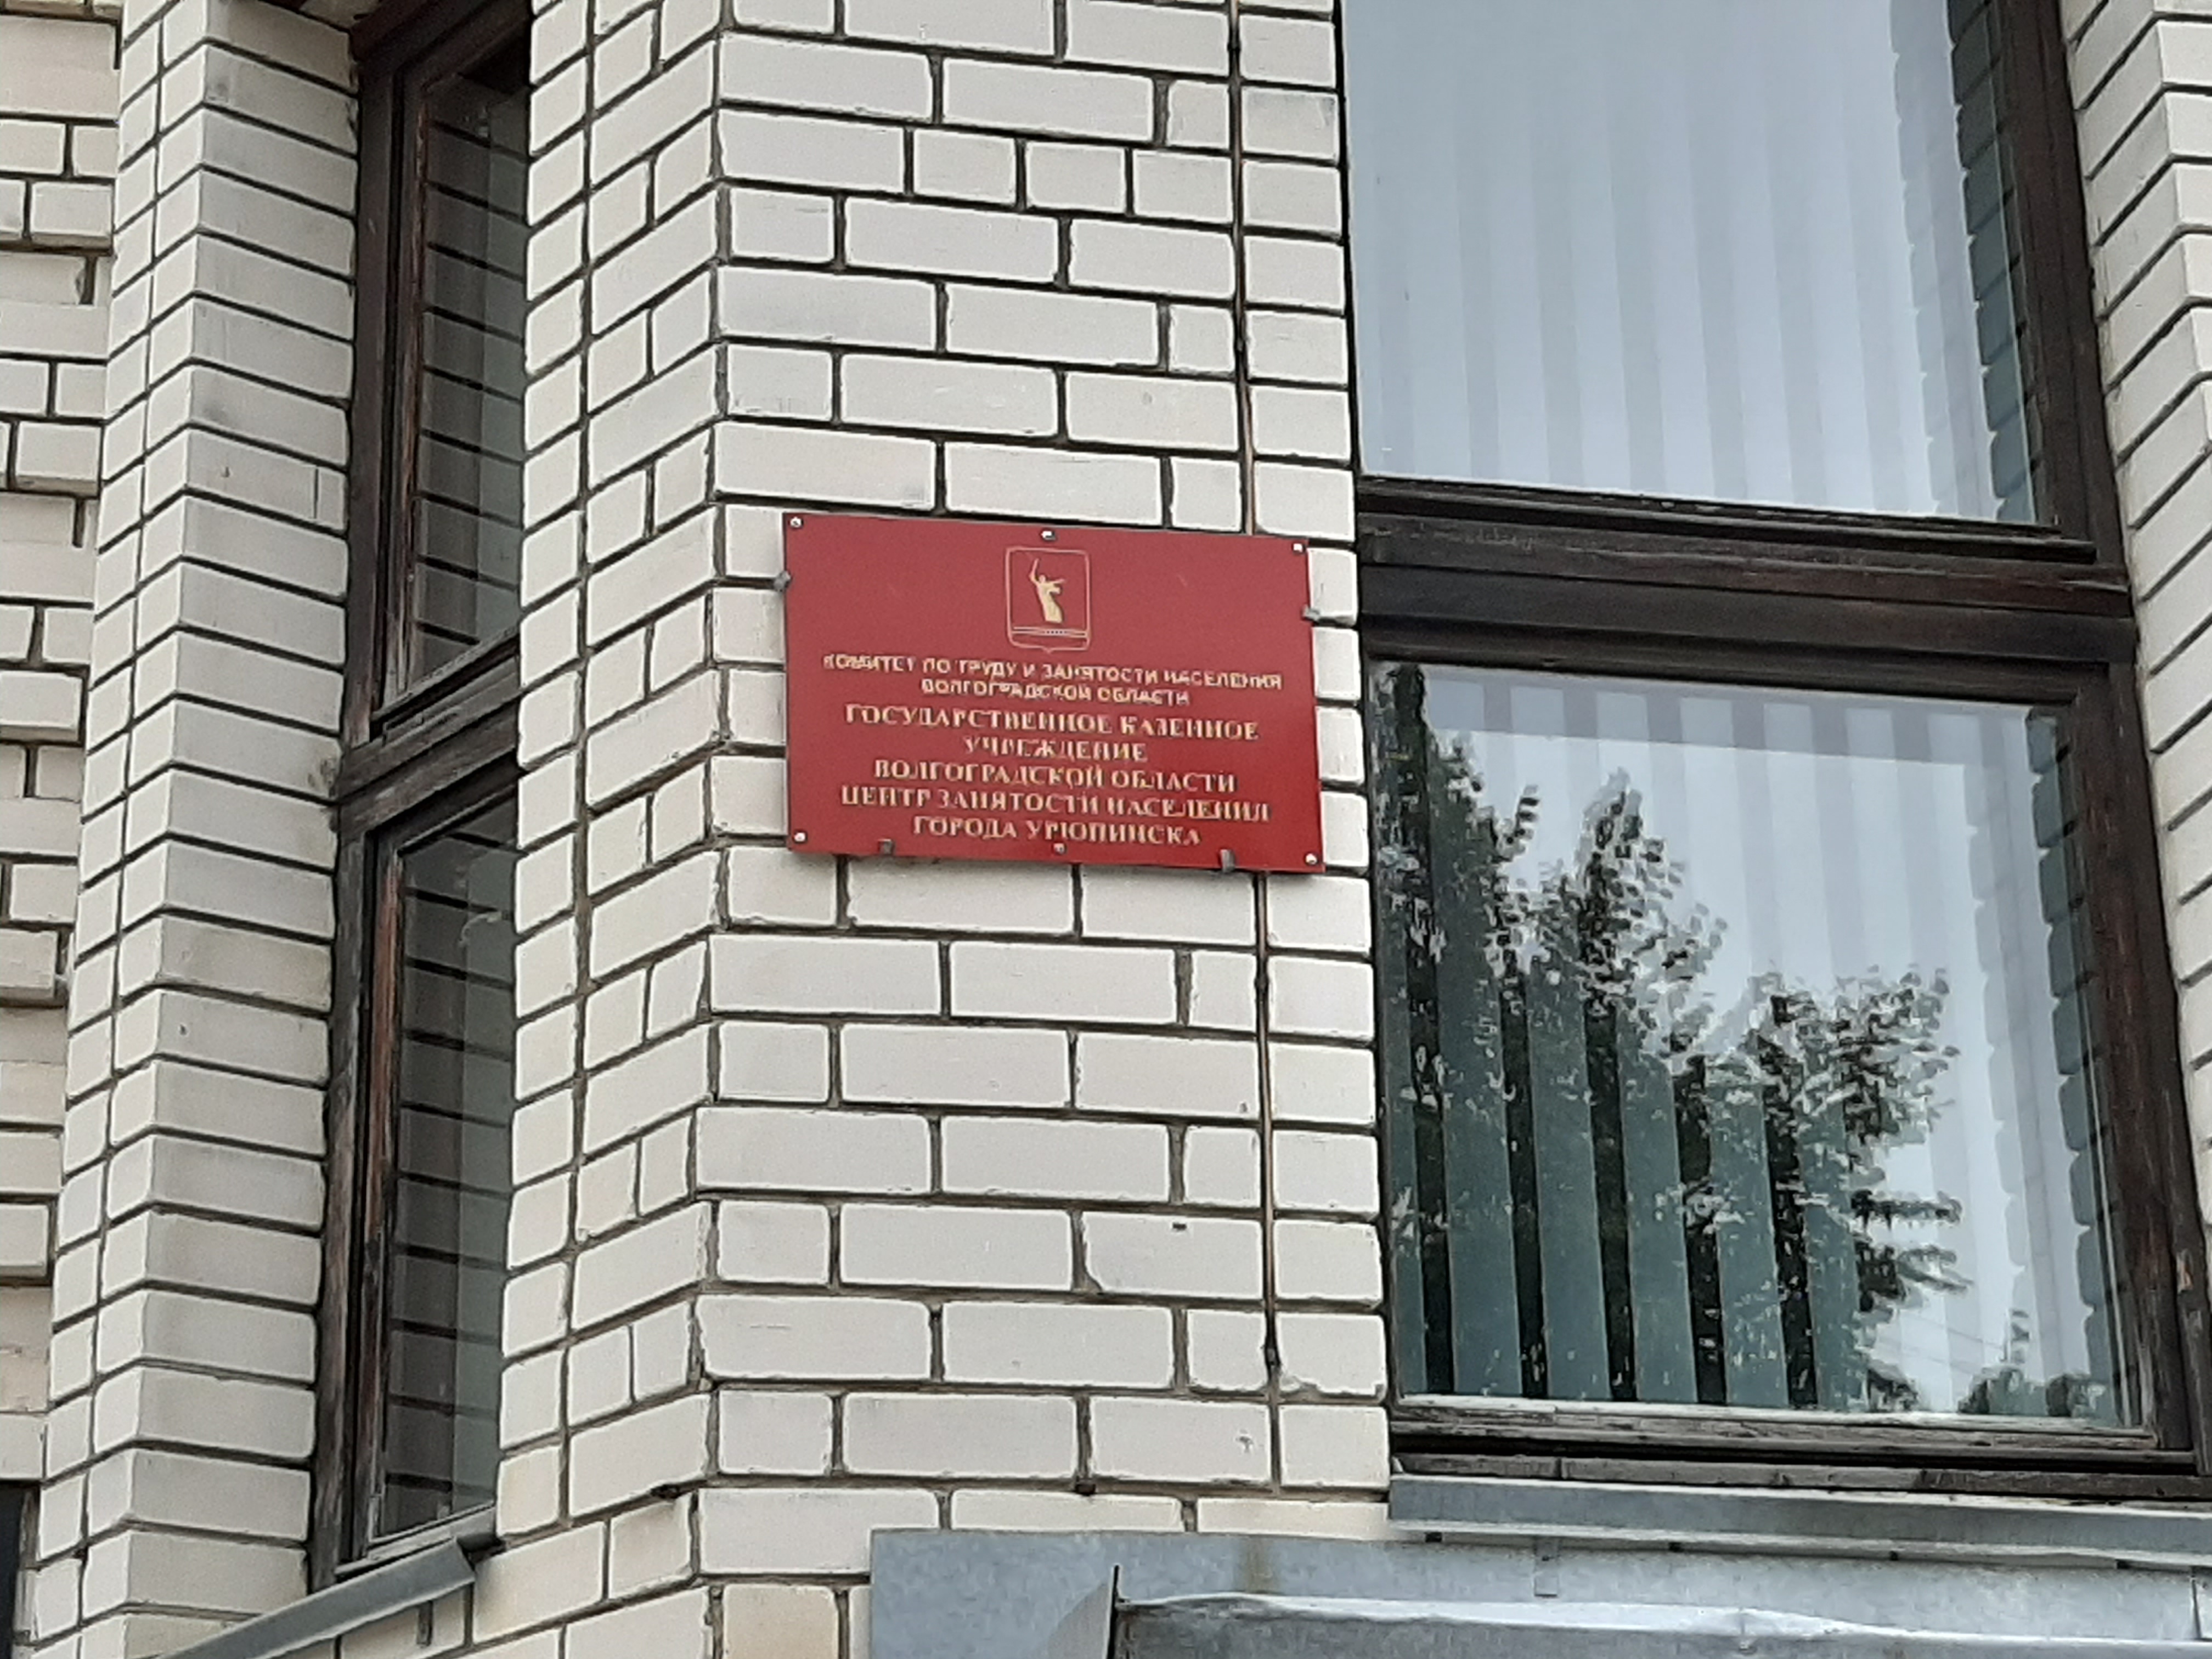 КОМИТЕТ ПО ТРУДУ И ЗАНЯТОСТИ НАСЕЛЕНИЯ
ВОЛГОГРАДСКОЙ ОБЛАСТИ
ГОСУДАРСТВЕННОЕ КАЗЕННОЕ
УЧРЕЖДЕНИЕ
ВОЛГОГРАДСКОЙ ОБЛАСТИ
ЦЕНТР ЗАНЯТОСТИ НАСЕЛЕНИЯ
ГОРОДА УРЮПИНСКА